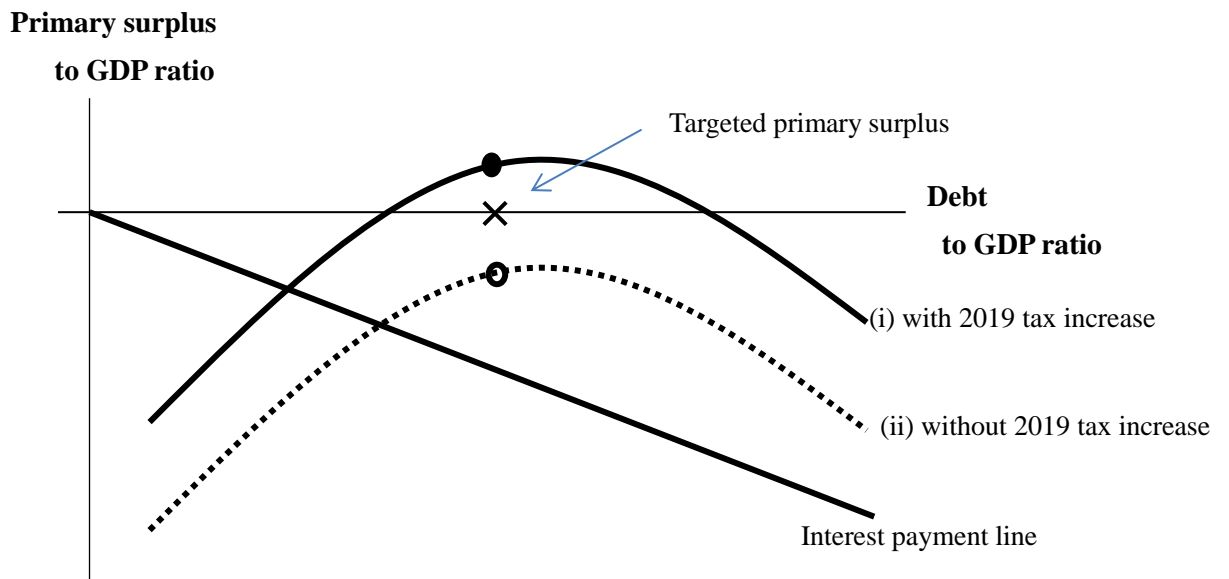 Primary surplus
to GDP ratio
Targeted primary surplus
Debt
to GDP ratio
(i) with 2019 tax increase
(ii) without 2019 tax increase
Interest payment line